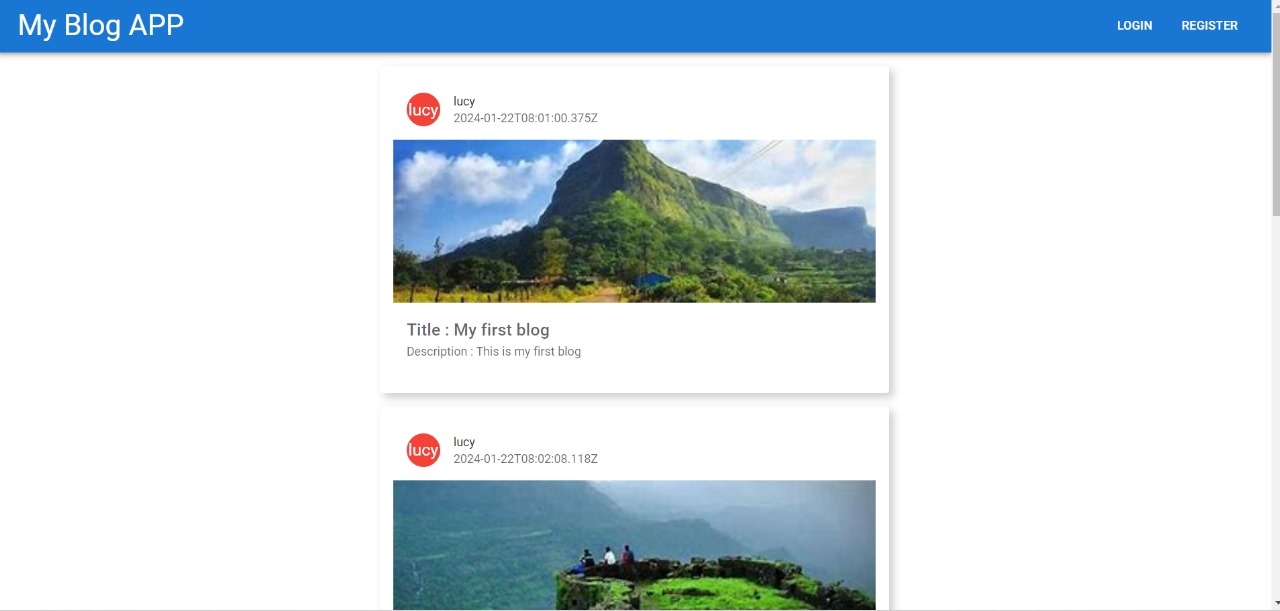 My Blog APP
LOGIN REGISTER
lucy
lucy
2024-01-22T08:01:00.375Z
Title : My first blog
Description : This is my first blog
lucy
lucy
2024-01-22T08:02:08.118Z